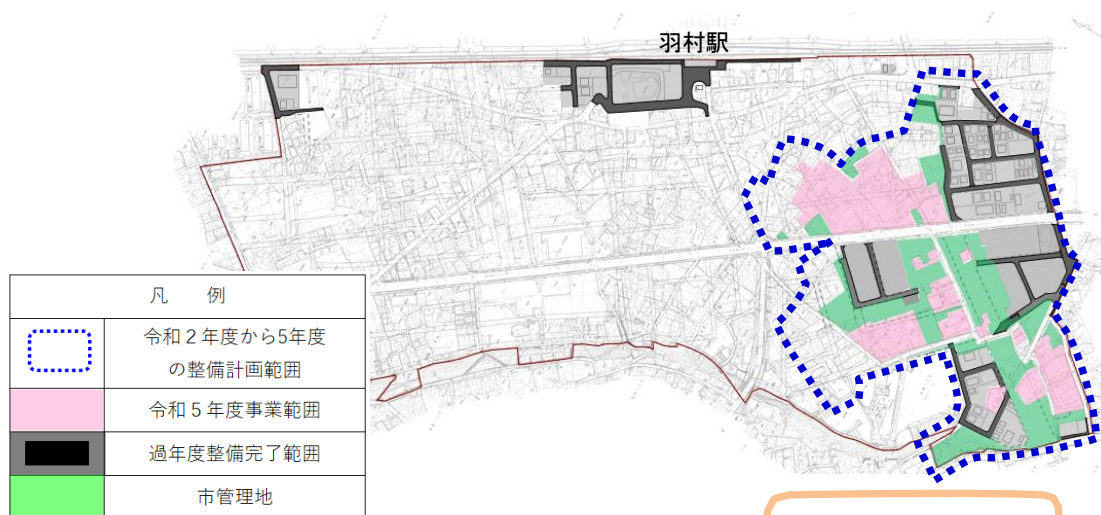 羽村駅
凡 例
令和２年度から5年度
の整備計画範囲
令和５年度事業範囲
過年度整備完了範囲
市管理地